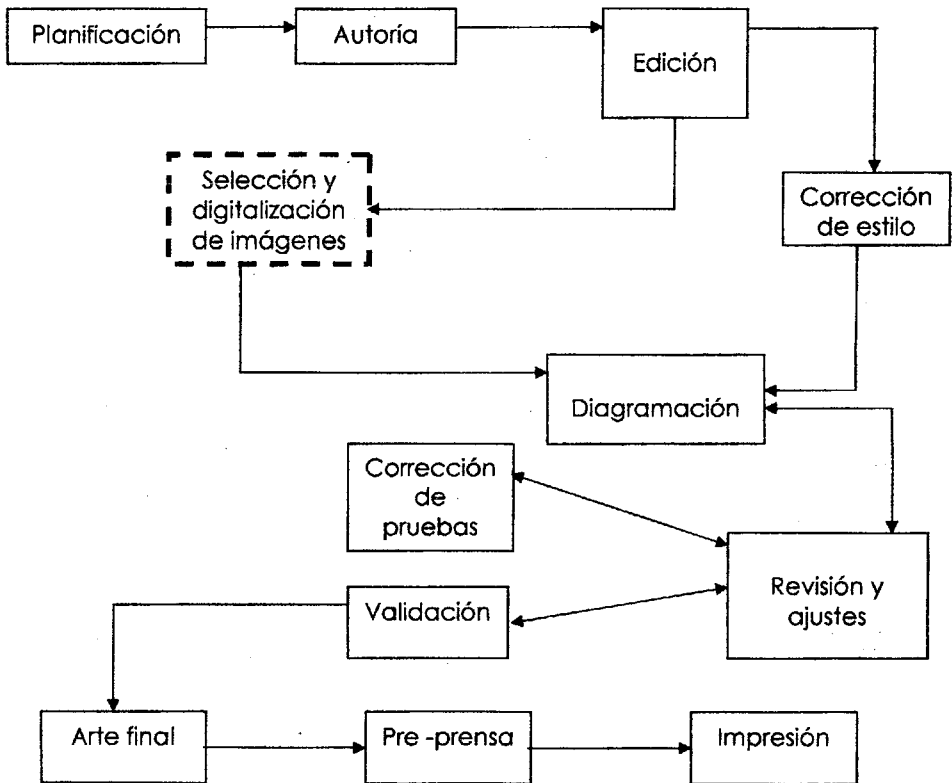 Planificación
Autoría
Edición
Selección y
digitalización
de imágenes
Corrección
de estilo
Diagramación
Corrección
de
pruebas
Revisión y
ajustes
Validación
Arte final
Pre -prensa
Impresión